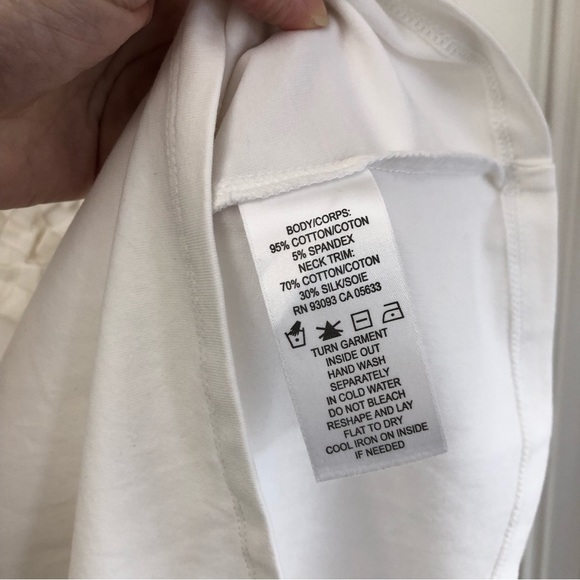 BODY/CORPS:
95% COTTON/COTON
5% SPANDEX
NECK TRIM:
70% COTTON/COTON
30% SILK/SOIE
RN 93093 CA 05633
TURN GARMENT
INSIDE OUT
HAND WASH
SEPARATELY
IN COLD WATER
DO NOT BLEACH
RESHAPE AND LAY
FLAT TO DRY
COOL IRON ON INSIDE
IF NEEDED